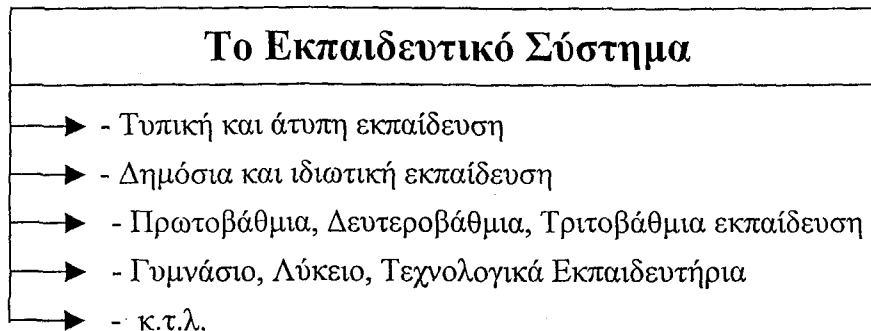 Το Εκπαιδευτικό Σύστημα
- Τυπική και άτυπη εκπαίδευση
- Δημόσια και ιδιωτική εκπαίδευση
- Πρωτοβάθμια, Δευτεροβάθμια, Τριτοβάθμια εκπαίδευση
- Γυμνάσιο, Λύκειο, Τεχνολογικά Εκπαιδευτήρια
- κ.τ.λ.